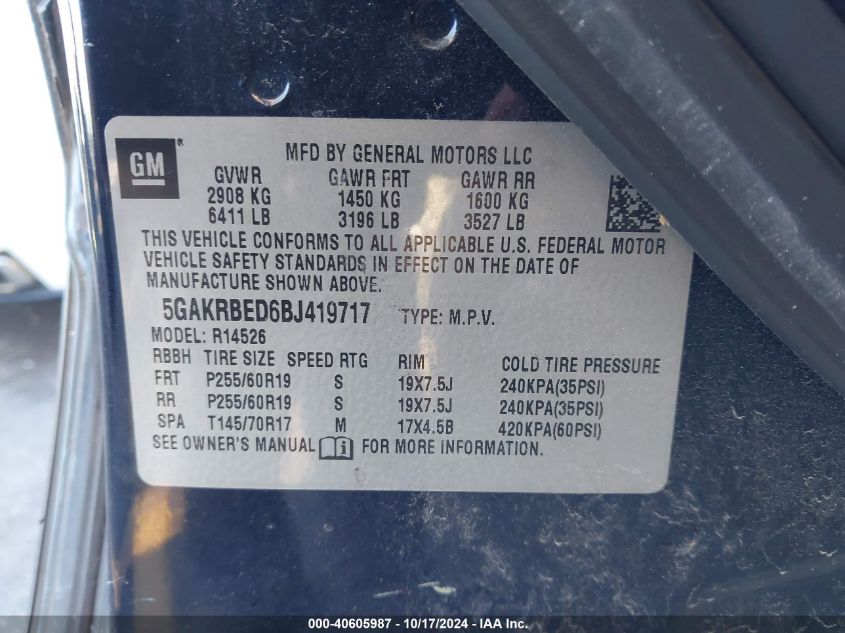 GM ®
MFD BY GENERAL MOTORS LLC
GVWR GAWR FRT GAWR RR
2908 KG 1450 KG 1600 KG
6411 LB 3196 LB 3527 LB
THIS VEHICLE CONFORMS TO ALL APPLICABLE U.S. FEDERAL MOTOR
VEHICLE SAFETY STANDARDS IN EFFECT ON THE DATE OF
MANUFACTURE SHOWN ABOVE.
5GAKRBED6BJ419717 TYPE: M.P.V.
MODEL: R14526
RBBH TIRE SIZE SPEED RTG RIM COLD TIRE PRESSURE
FRT P255/60R19 S 19X7.5J 240KPA(35PSI)
RR P255/60R19 S 19X7.5J 240KPA(35PSI)
SPA T145/70R17 M 17X4.5B 420KPA(60PSI)
SEE OWNER'S MANUAL i FOR MORE INFORMATION.
000-40605987 - 10/17/2024 - IAA Inc.